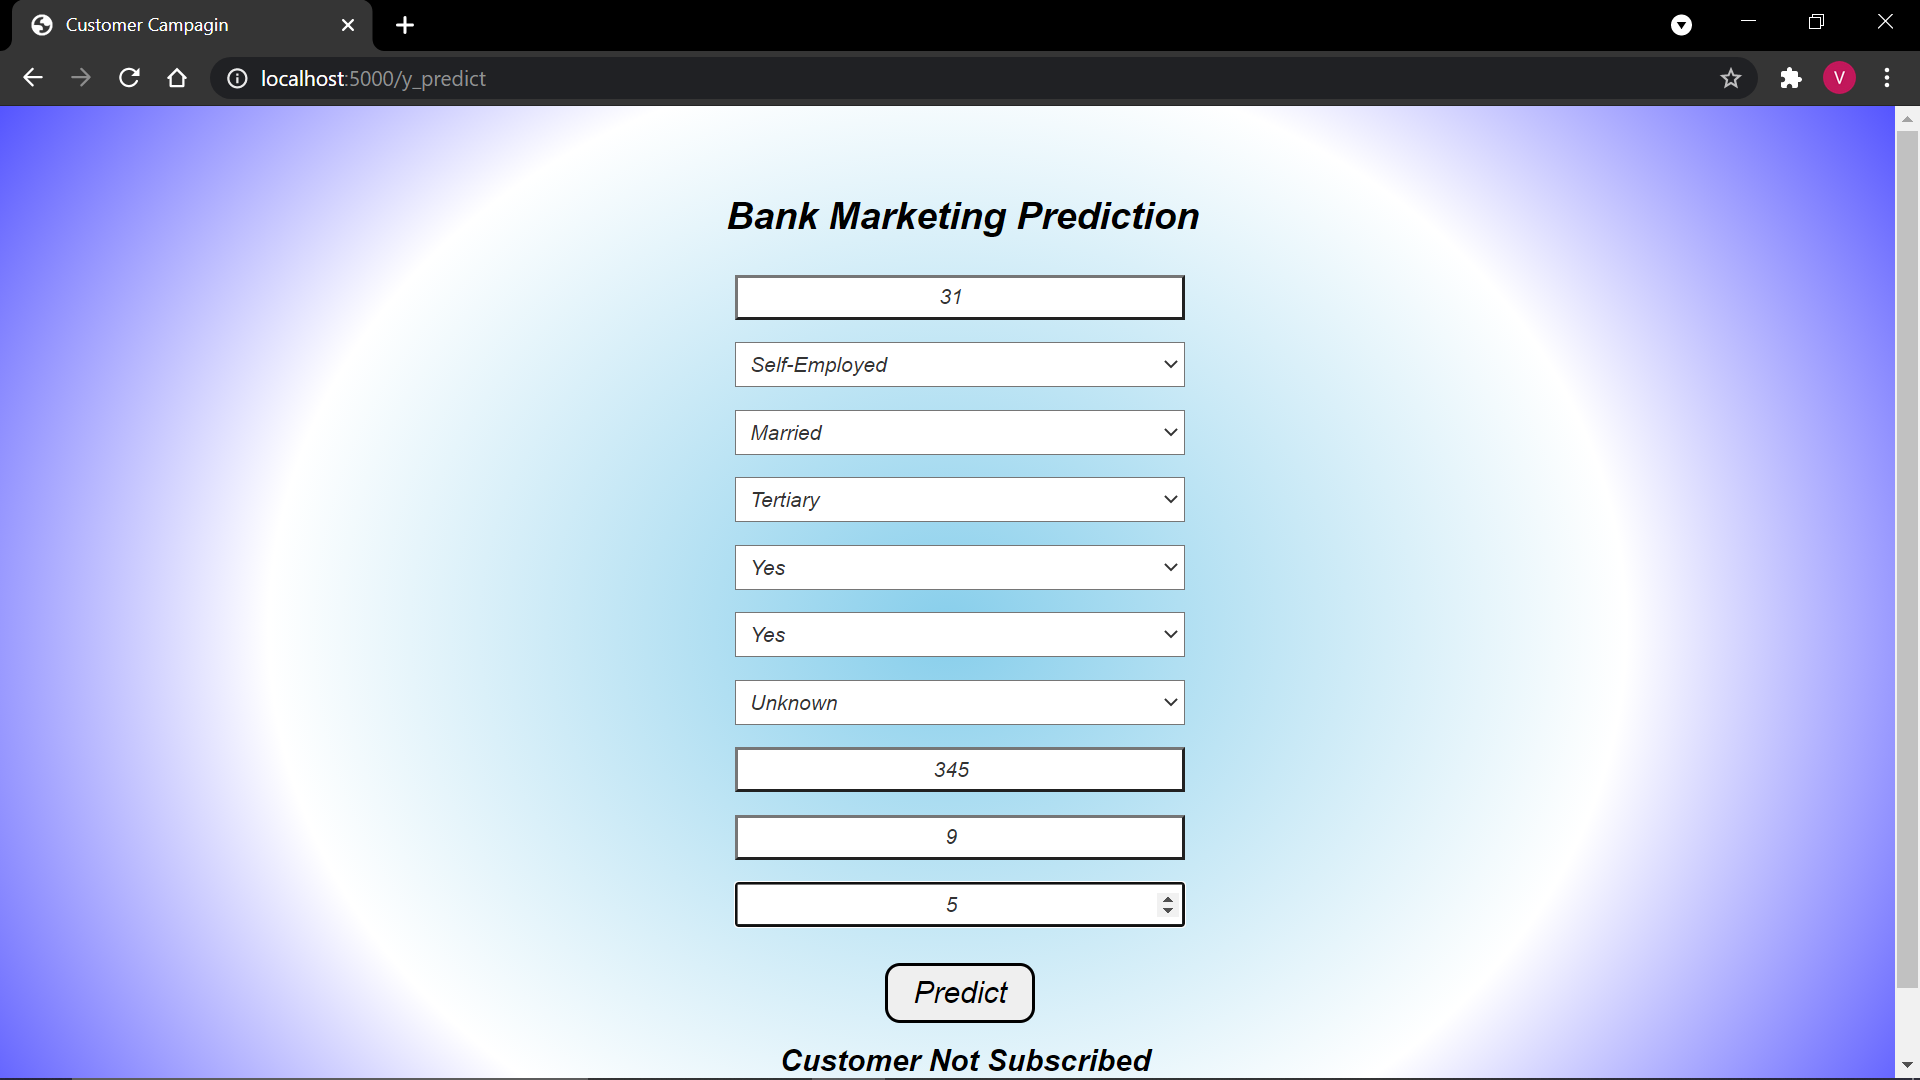 Customer Campagin
localhost:5000/y_predict
V
Bank Marketing Prediction
31
Self-Employed
Married
Tertiary
Yes
Yes
Unknown
345
9
5
Predict
Customer Not Subscribed